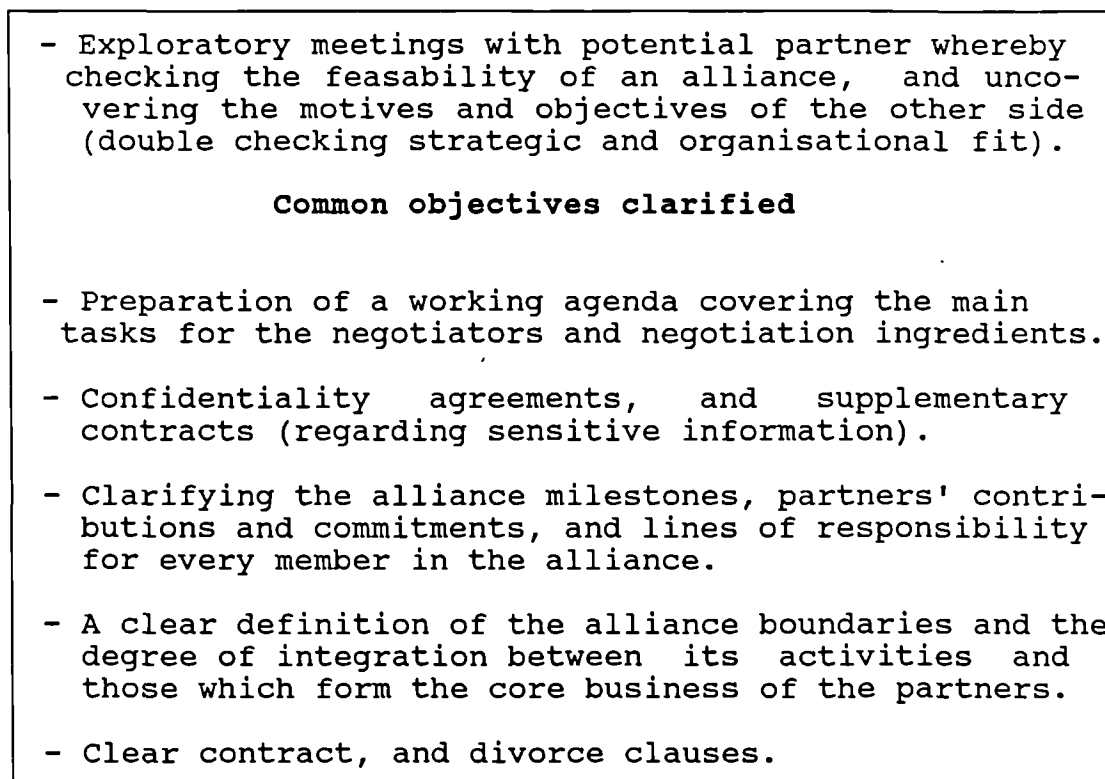 - Exploratory meetings with potential partner whereby
checking the feasability of an alliance, and unco-
vering the motives and objectives of the other side
(double checking strategic and organisational fit).
Common objectives clarified
- Preparation of a working agenda covering the main
tasks for the negotiators and negotiation ingredients.
- Confidentiality agreements, and supplementary
contracts (regarding sensitive information).
- Clarifying the alliance milestones, partners' contri-
butions and commitments, and lines of responsibility
for every member in the alliance.
- A clear definition of the alliance boundaries and the
degree of integration between its activities and
those which form the core business of the partners.
- Clear contract, and divorce clauses.